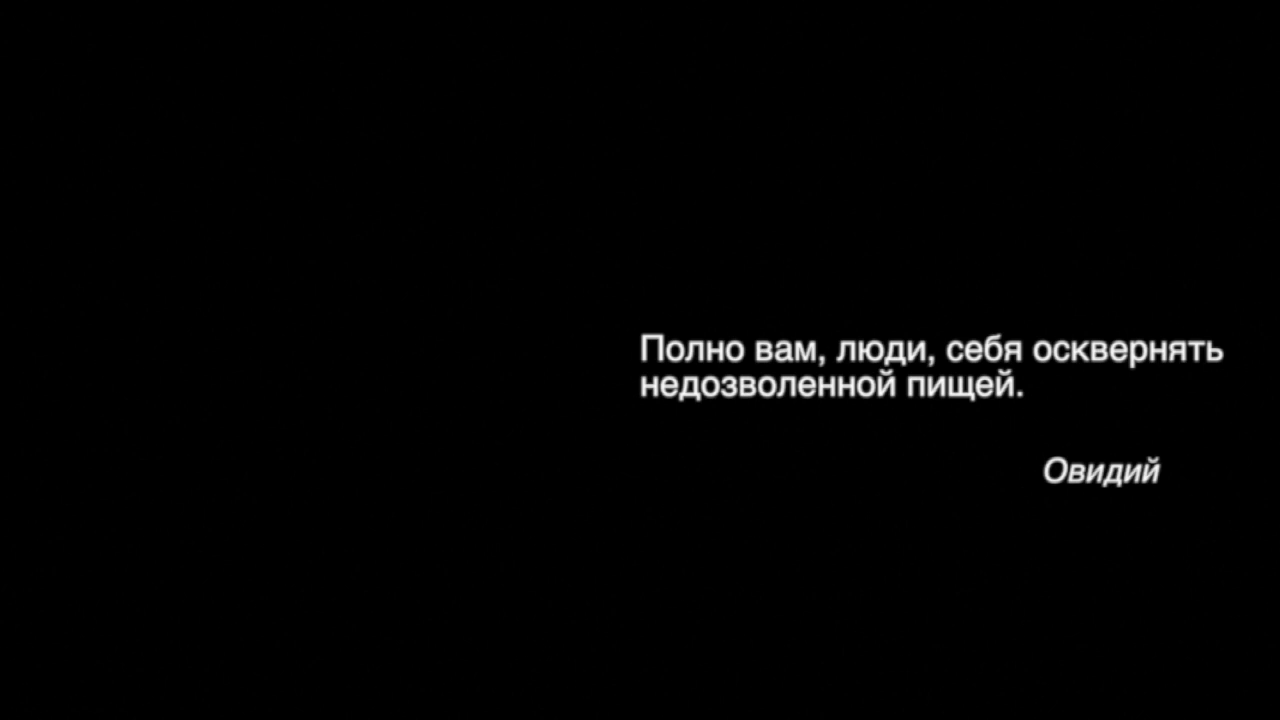 Полно вам, люди, себя осквернять
недозволенной пищей.
Овидий